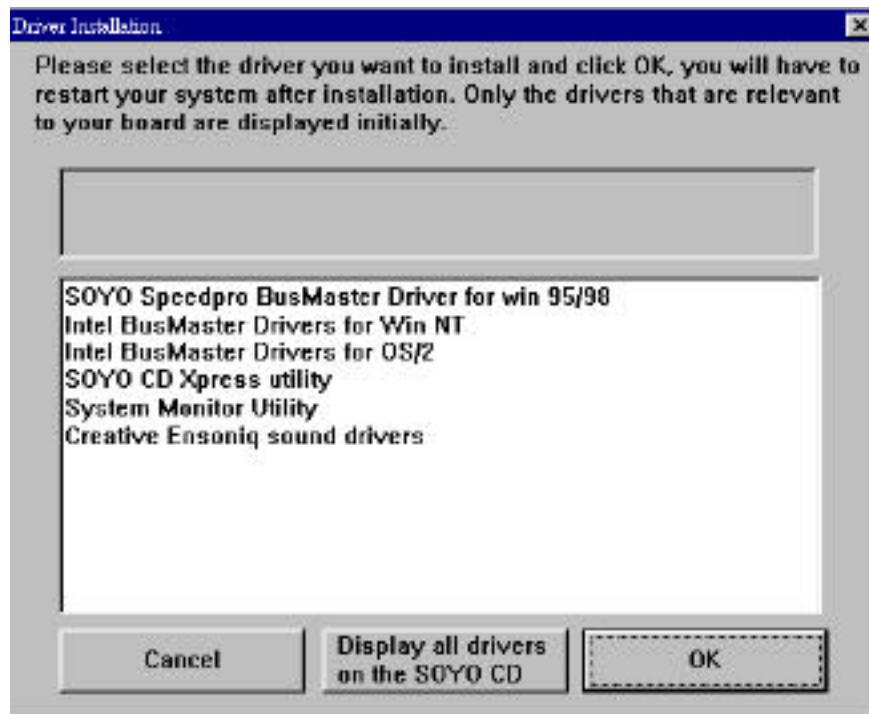 Driver Installation
Please select the driver you want to install and click OK, you will have to
restart your system after installation. Only the drivers that are relevant
to your board are displayed initially.
SOYO Speedpro BusMaster Driver for win 95/98
Intel BusMaster Drivers for Win NT
Intel BusMaster Drivers for OS/2
SOYO CD Xpress utility
System Monitor Utility
Creative Ensoniq sound drivers
Cancel
Display all drivers
on the SOYO CD
OK